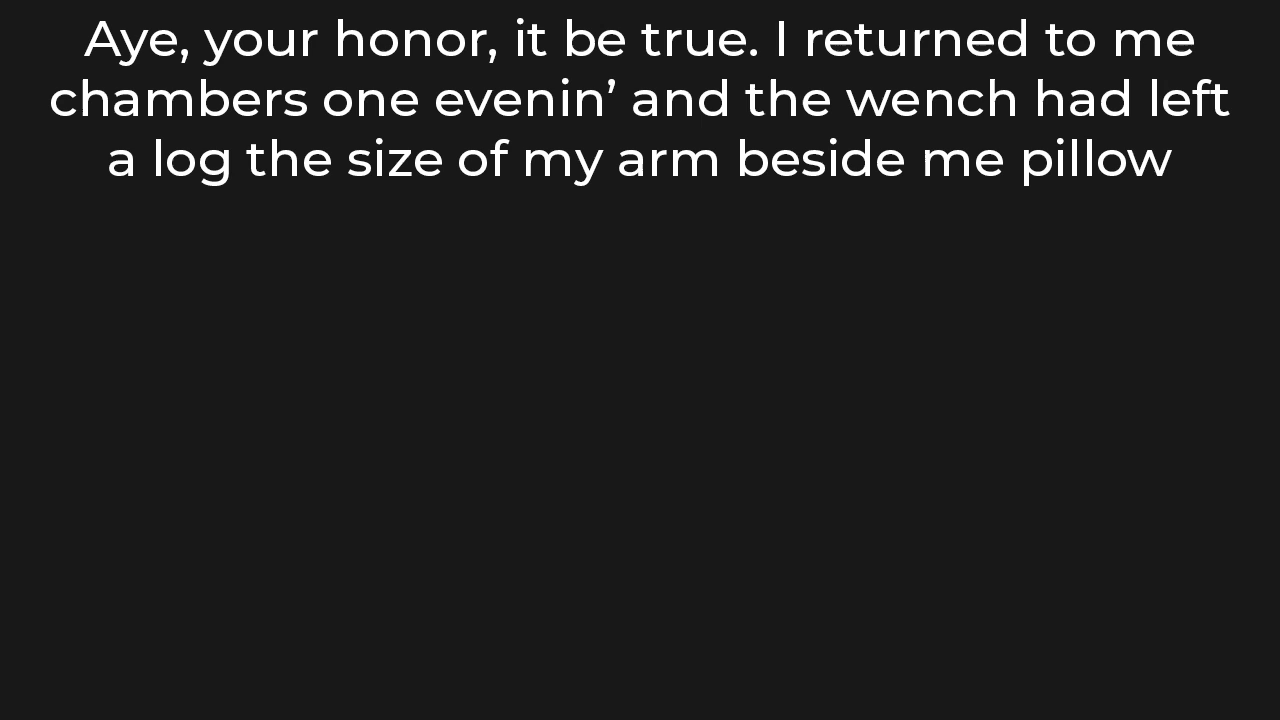 Aye, your honor, it be true. I returned to me
chambers one evenin’ and the wench had left
a log the size of my arm beside me pillow